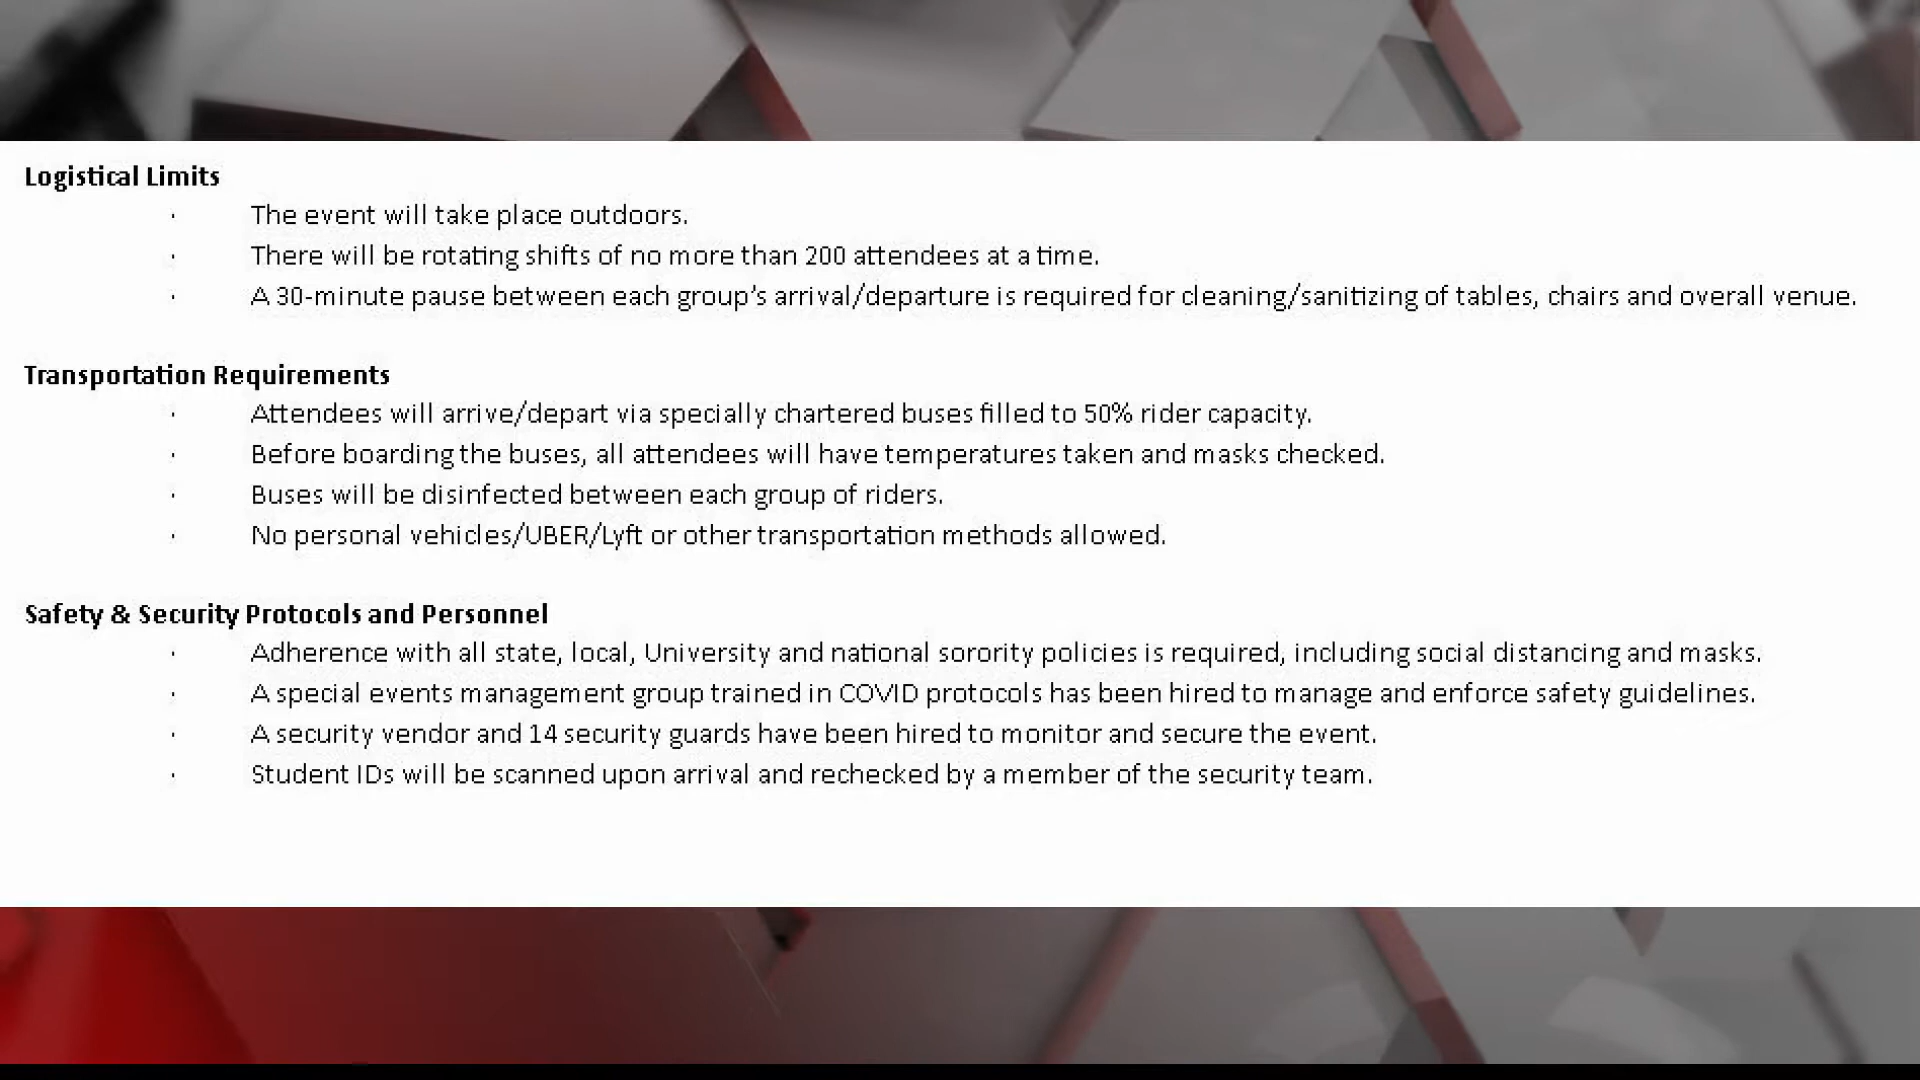 Logistical Limits
· The event will take place outdoors.
· There will be rotating shifts of no more than 200 attendees at a time.
· A 30-minute pause between each group's arrival/departure is required for cleaning/sanitizing of tables, chairs and overall venue.
Transportation Requirements
· Attendees will arrive/depart via specially chartered buses filled to 50% rider capacity.
· Before boarding the buses, all attendees will have temperatures taken and masks checked.
· Buses will be disinfected between each group of riders.
· No personal vehicles/UBER/Lyft or other transportation methods allowed.
Safety & Security Protocols and Personnel
· Adherence with all state, local, University and national sorority policies is required, including social distancing and masks.
· A special events management group trained in COVID protocols has been hired to manage and enforce safety guidelines.
· A security vendor and 14 security guards have been hired to monitor and secure the event.
· Student IDs will be scanned upon arrival and rechecked by a member of the security team.